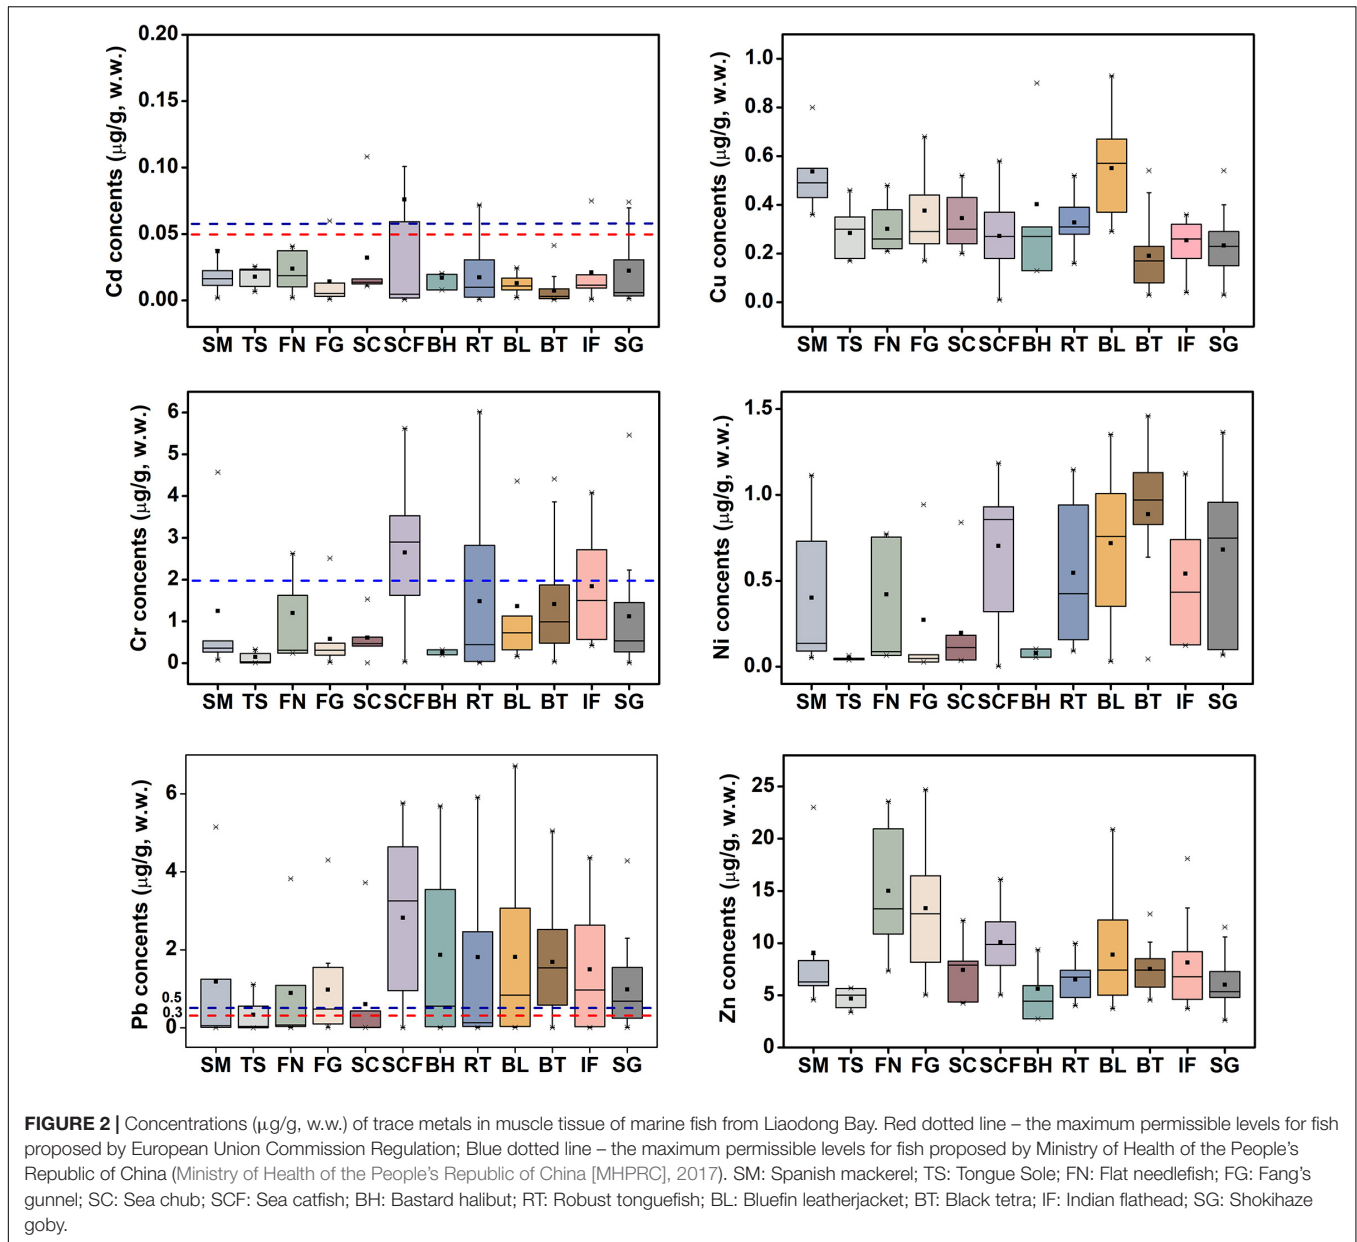 Cd concents (µg/g, w.w.)
0.20
0.15
0.10
0.05
0.00
SM TS FN FG SC SCF BH RT BL BT IF SG
Cu concents (µg/g, w.w.)
1.0
0.8
0.6
0.4
0.2
0.0
SM TS FN FG SC SCF BH RT BL BT IF SG
Cr concents (µg/g, w.w.)
6
5
4
3
2
1
0
SM TS FN FG SC SCF BH RT BL BT IF SG
Ni concents (µg/g, w.w.)
1.5
1.0
0.5
0.0
SM TS FN FG SC SCF BH RT BL BT IF SG
Pb concents (µg/g, w.w.)
6
4
2
0.5
0.3
0
SM TS FN FG SC SCF BH RT BL BT IF SG
Zn concents (µg/g, w.w.)
25
20
15
10
5
0
SM TS FN FG SC SCF BH RT BL BT IF SG
FIGURE 2 | Concentrations (µg/g, w.w.) of trace metals in muscle tissue of marine fish from Liaodong Bay. Red dotted line – the maximum permissible levels for fish
proposed by European Union Commission Regulation; Blue dotted line – the maximum permissible levels for fish proposed by Ministry of Health of the People's
Republic of China (Ministry of Health of the People's Republic of China [MHPRC], 2017). SM: Spanish mackerel; TS: Tongue Sole; FN: Flat needlefish; FG: Fang's
gunnel; SC: Sea chub; SCF: Sea catfish; BH: Bastard halibut; RT: Robust tonguefish; BL: Bluefin leatherjacket; BT: Black tetra; IF: Indian flathead; SG: Shokihaze
goby.